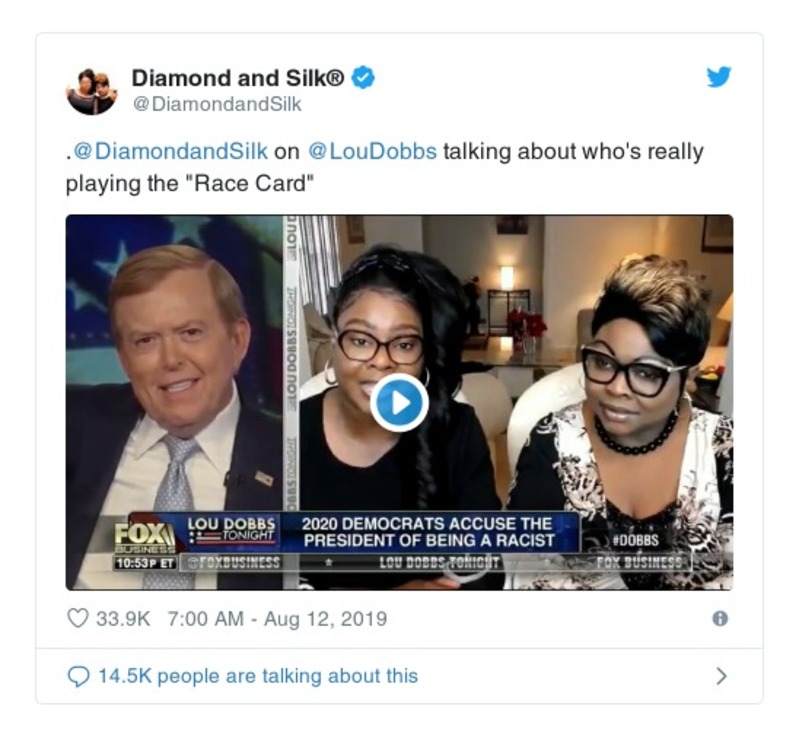 Diamond and Silk®
@DiamondandSilk
.@DiamondandSilk on @LouDobbs talking about who's really
playing the "Race Card"
LOU D
LOU DOBBS TONIGHT
DBBS TONIGHT
FOX
BUSINESS
LOU DOBBS
TONIGHT
2020 DEMOCRATS ACCUSE THE
PRESIDENT OF BEING A RACIST
#DOBBS
10:53P ET
@FOXBUSINESS
LOU DOBBS TONIGHT
FOX BUSINESS
33.9K 7:00 AM - Aug 12, 2019
14.5K people are talking about this